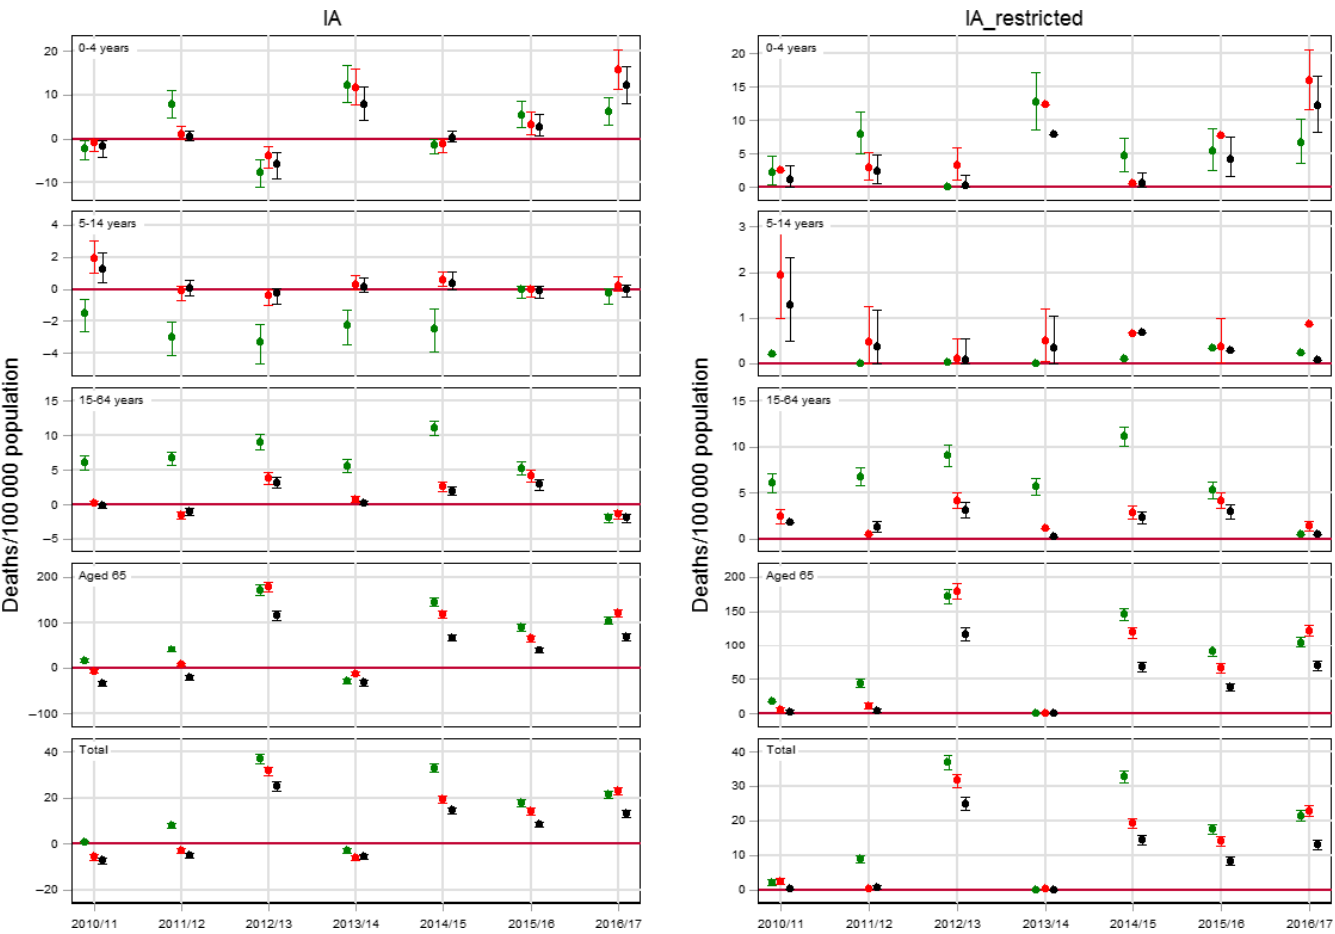 IA
IA_restricted
Deaths/100 000 population
0-4 years
20
10
0
−10
5-14 years
4
2
0
−2
−4
15-64 years
15
10
5
0
−5
Aged 65
200
100
0
−100
Total
40
20
0
−20
2010/11 2011/12 2012/13 2013/14 2014/15 2015/16 2016/17
Deaths/100 000 population
0-4 years
20
15
10
5
0
5-14 years
3
2
1
0
15-64 years
15
10
5
0
Aged 65
200
150
100
50
0
Total
40
30
20
10
0
2010/11 2011/12 2012/13 2013/14 2014/15 2015/16 2016/17